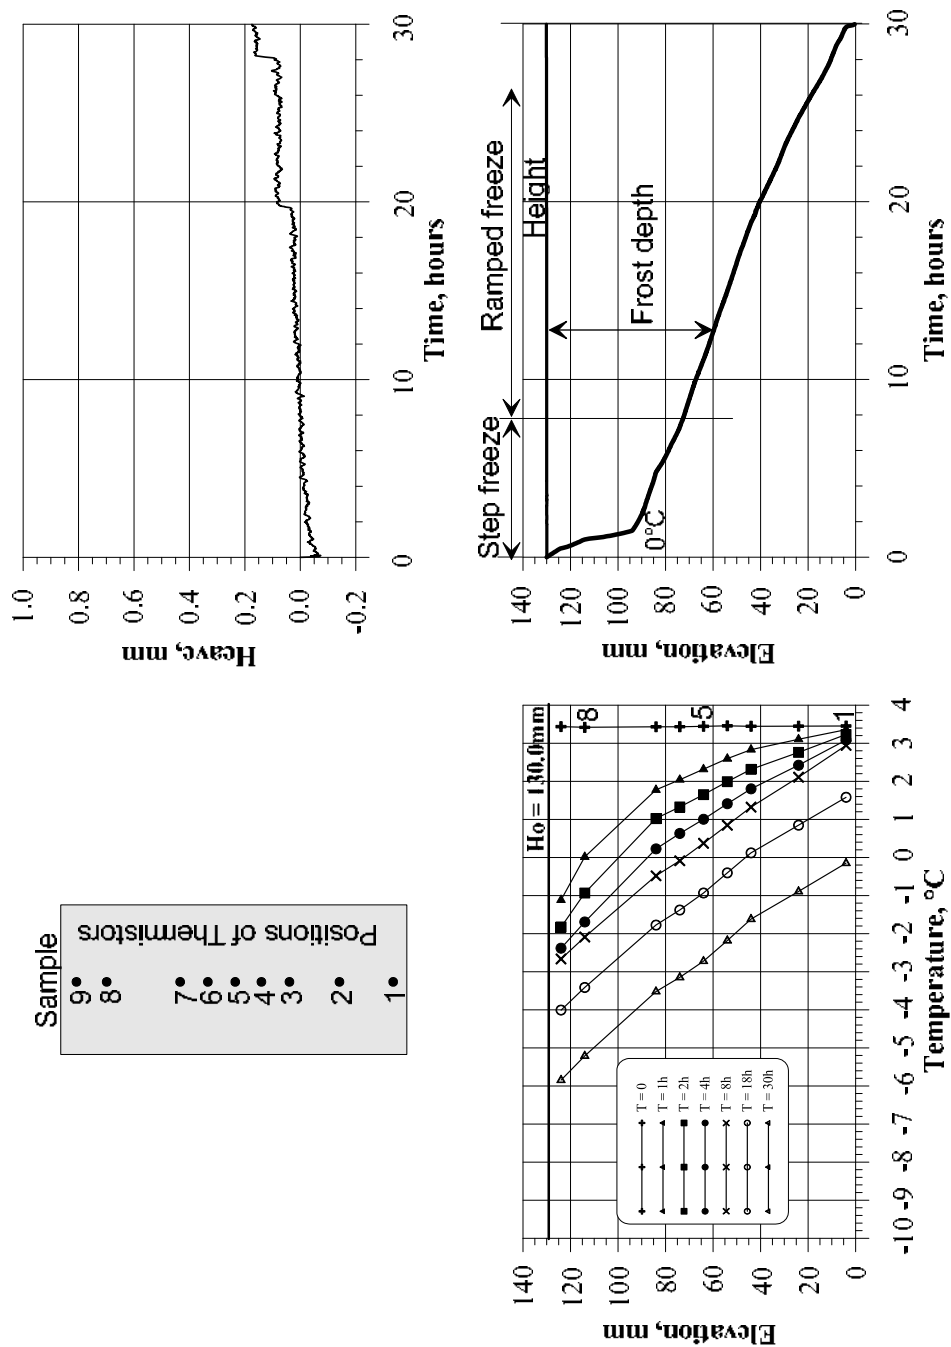 1.0
0.8
0.6
0.4
0.2
0.0
-0.2
Heave, mm
0
10
20
30
Time, hours
Step freeze
Ramped freeze
Height
Frost depth
0°C
140
120
100
80
60
40
20
0
Elevation, mm
0
10
20
30
Time, hours
Sample
Positions of Thermistors
9
8
7
6
5
4
3
2
1
Ho = 130.0mm
8
5
1
T = 0
T = 1h
T = 2h
T = 4h
T = 8h
T = 18h
T = 30h
140
120
100
80
60
40
20
0
Elevation, mm
-10 -9 -8 -7 -6 -5 -4 -3 -2 -1 0 1 2 3 4
Temperature, °C